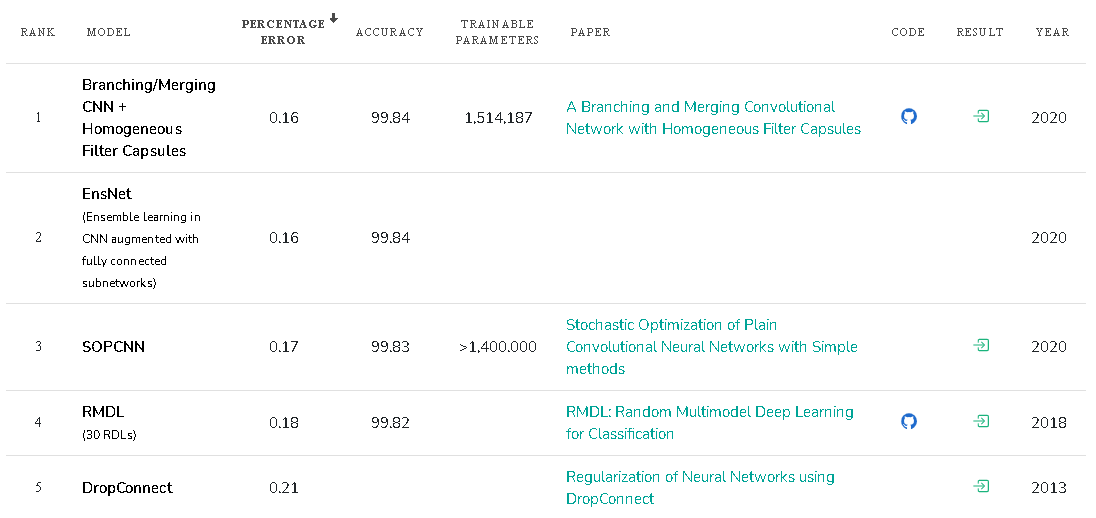 RANK MODEL PERCENTAGE ERROR ACCURACY TRAINABLE PARAMETERS PAPER CODE RESULT YEAR
1 Branching/Merging CNN + Homogeneous Filter Capsules 0.16 99.84 1,514,187 A Branching and Merging Convolutional Network with Homogeneous Filter Capsules 2020
2 EnsNet (Ensemble learning in CNN augmented with fully connected subnetworks) 0.16 99.84 2020
3 SOPCNN 0.17 99.83 >1,400,000 Stochastic Optimization of Plain Convolutional Neural Networks with Simple methods 2020
4 RMDL (30 RDLs) 0.18 99.82 RMDL: Random Multimodel Deep Learning for Classification 2018
5 DropConnect 0.21 Regularization of Neural Networks using DropConnect 2013